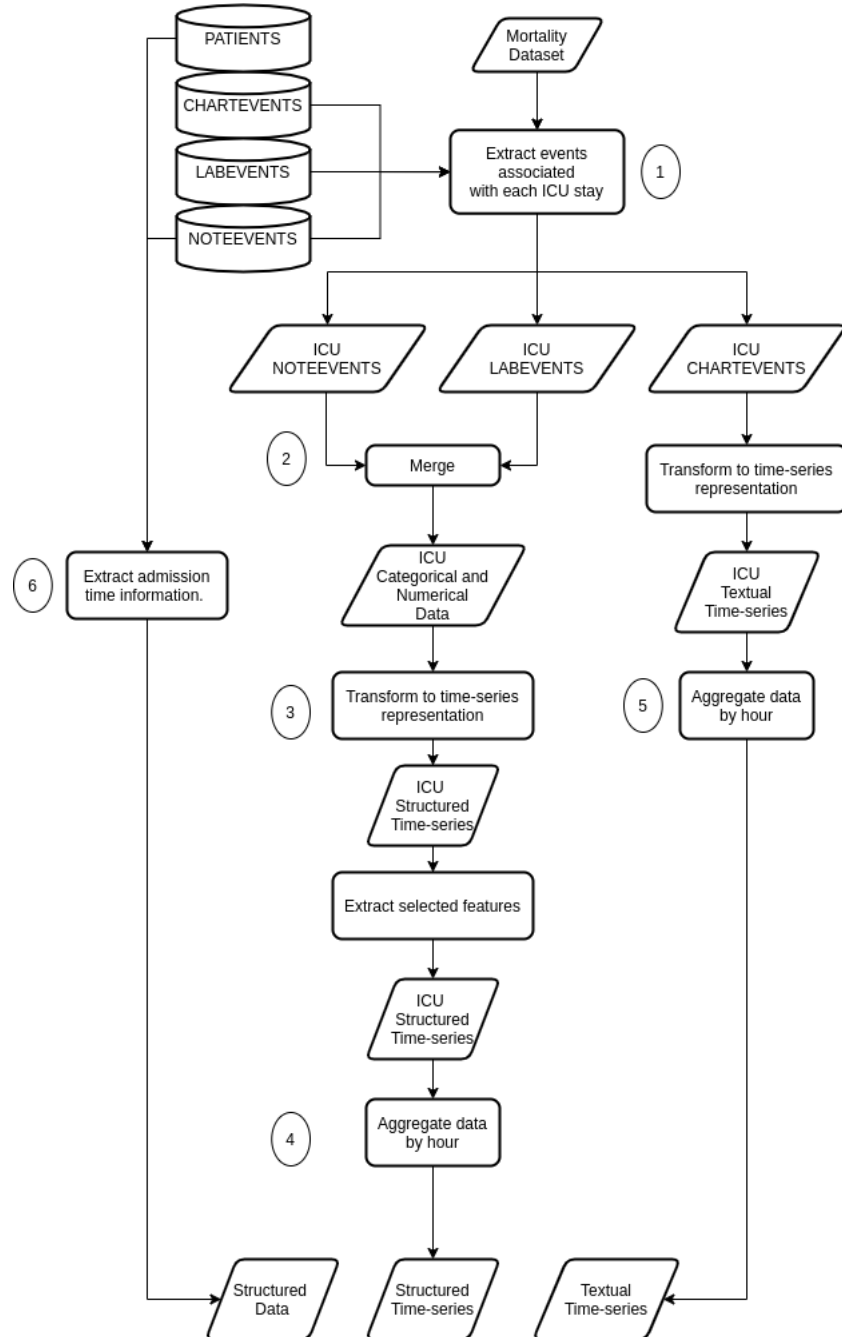 PATIENTS
CHARTEVENTS
LABEVENTS
NOTEEVENTS
Mortality
Dataset
Extract events
associated
with each ICU stay
1
ICU
NOTEEVENTS
ICU
LABEVENTS
ICU
CHARTEVENTS
2
Merge
Transform to time-series
representation
ICU
Categorical and
Numerical
Data
ICU
Textual
Time-series
6
Extract admission
time information.
3
Transform to time-series
representation
5
Aggregate data
by hour
ICU
Structured
Time-series
Extract selected features
ICU
Structured
Time-series
4
Aggregate data
by hour
Structured
Data
Structured
Time-series
Textual
Time-series